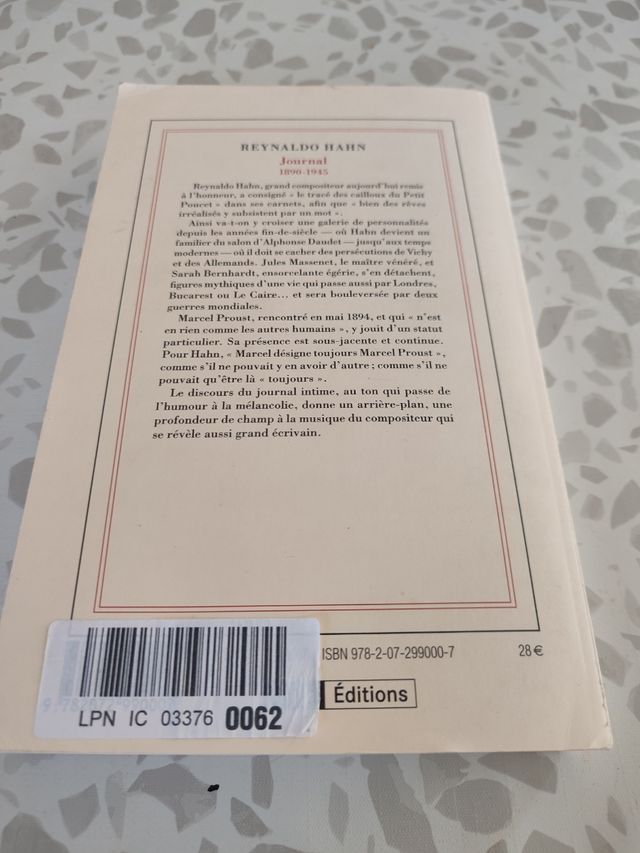 REYNALDO HAHN
Journal
1890-1945
Reynaldo Hahn, grand compositeur aujourd'hui remis
à l'honneur, a consigné « le tracé des cailloux du Petit
Poucet » dans ses carnets, afin que « bien des rêves
irréalisés y subsistent par un mot ».
Ainsi va-t-on y croiser une galerie de personnalités
depuis les années fin-de-siècle — où Hahn devient un
familier du salon d'Alphonse Daudet — jusqu'aux temps
modernes — où il doit se cacher des persécutions de Vichy
et des Allemands. Jules Massenet, le maître vénéré, et
Sarah Bernhardt, ensorcelante égérie, s'en détachent,
figures mythiques d'une vie qui passe aussi par Londres,
Bucarest ou Le Caire... et sera bouleversée par deux
guerres mondiales.
Marcel Proust, rencontré en mai 1894, et qui « n'est
en rien comme les autres humains », y jouit d'un statut
particulier. Sa présence est sous-jacente et continue.
Pour Hahn, « Marcel désigne toujours Marcel Proust »,
comme s'il ne pouvait y en avoir d'autre ; comme s'il ne
pouvait qu'être là « toujours ».
Le discours du journal intime, au ton qui passe de
l'humour à la mélancolie, donne un arrière-plan, une
profondeur de champ à la musique du compositeur qui
se révèle aussi grand écrivain.
ISBN 978-2-07-299000-7 28 €
Éditions
LPN IC 03376 0062